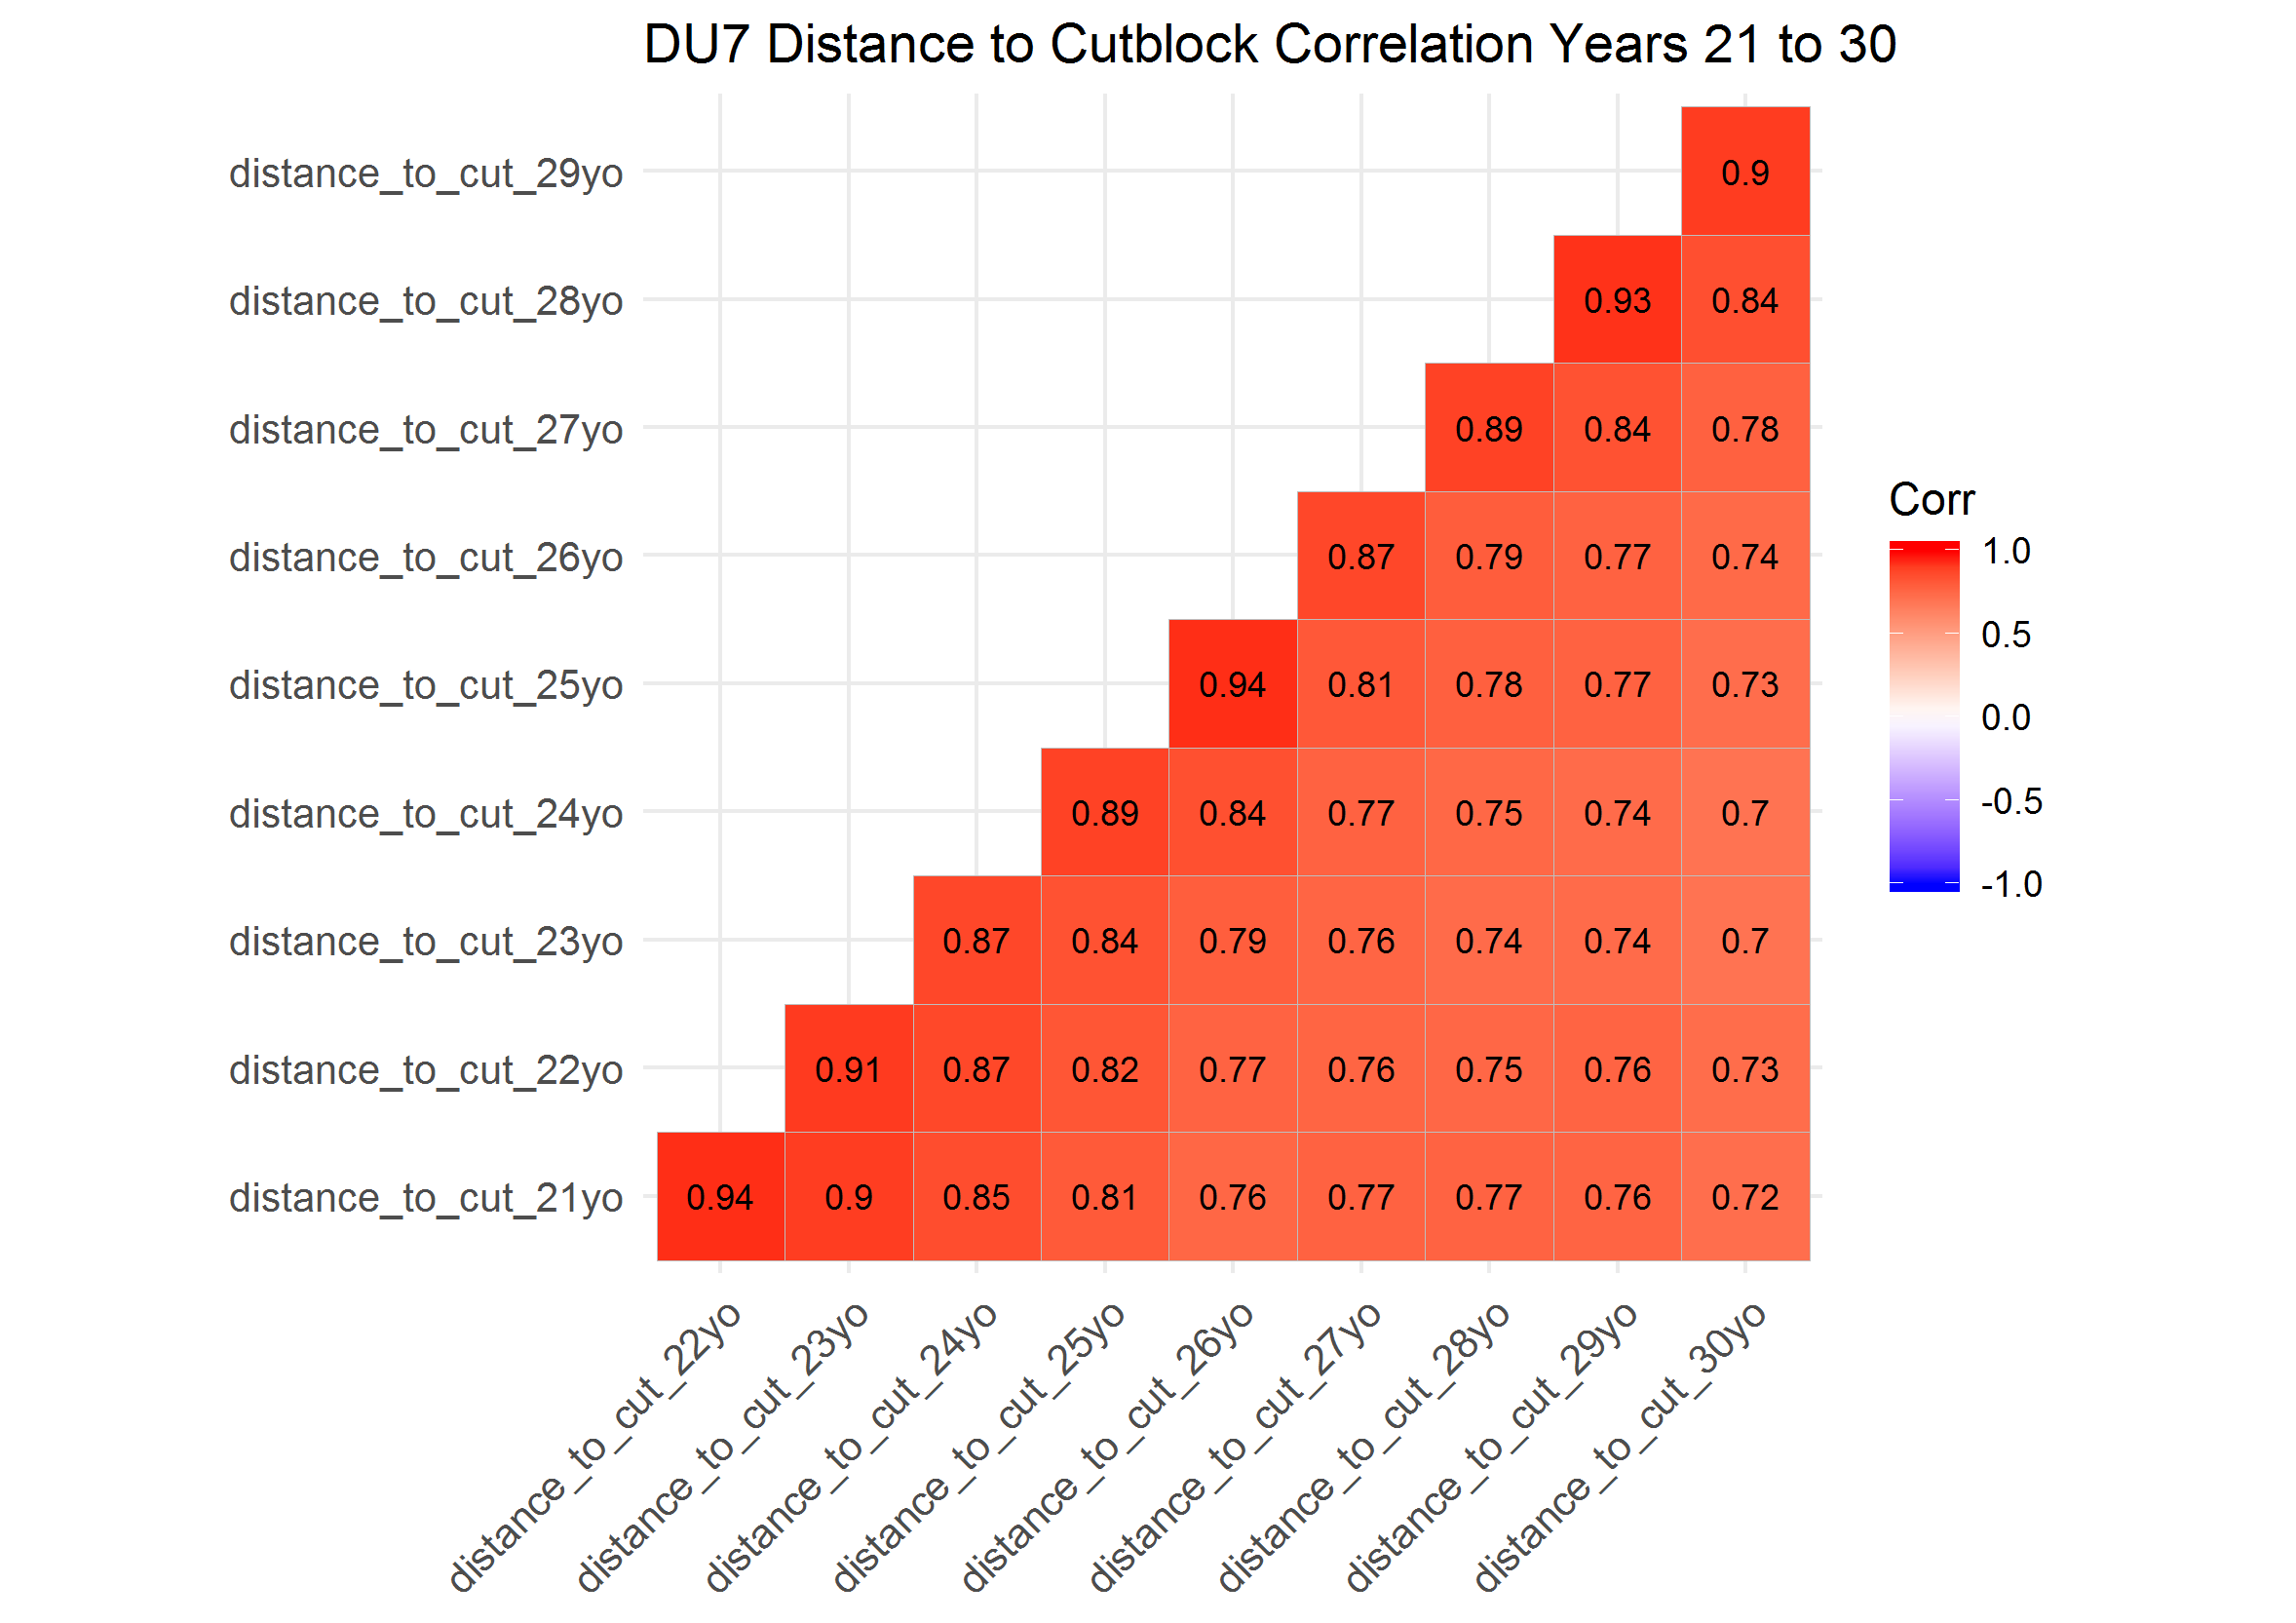 DU7 Distance to Cutblock Correlation Years 21 to 30
distance_to_cut_29yo 0.9
distance_to_cut_28yo 0.93 0.84
distance_to_cut_27yo 0.89 0.84 0.78
distance_to_cut_26yo 0.87 0.79 0.77 0.74
distance_to_cut_25yo 0.94 0.81 0.78 0.77 0.73
distance_to_cut_24yo 0.89 0.84 0.77 0.75 0.74 0.7
distance_to_cut_23yo 0.87 0.84 0.79 0.76 0.74 0.74 0.7
distance_to_cut_22yo 0.91 0.87 0.82 0.77 0.76 0.75 0.76 0.73
distance_to_cut_21yo 0.94 0.9 0.85 0.81 0.76 0.77 0.77 0.76 0.72
distance_to_cut_22yo
distance_to_cut_23yo
distance_to_cut_24yo
distance_to_cut_25yo
distance_to_cut_26yo
distance_to_cut_27yo
distance_to_cut_28yo
distance_to_cut_29yo
distance_to_cut_30yo
Corr
1.0
0.5
0.0
-0.5
-1.0